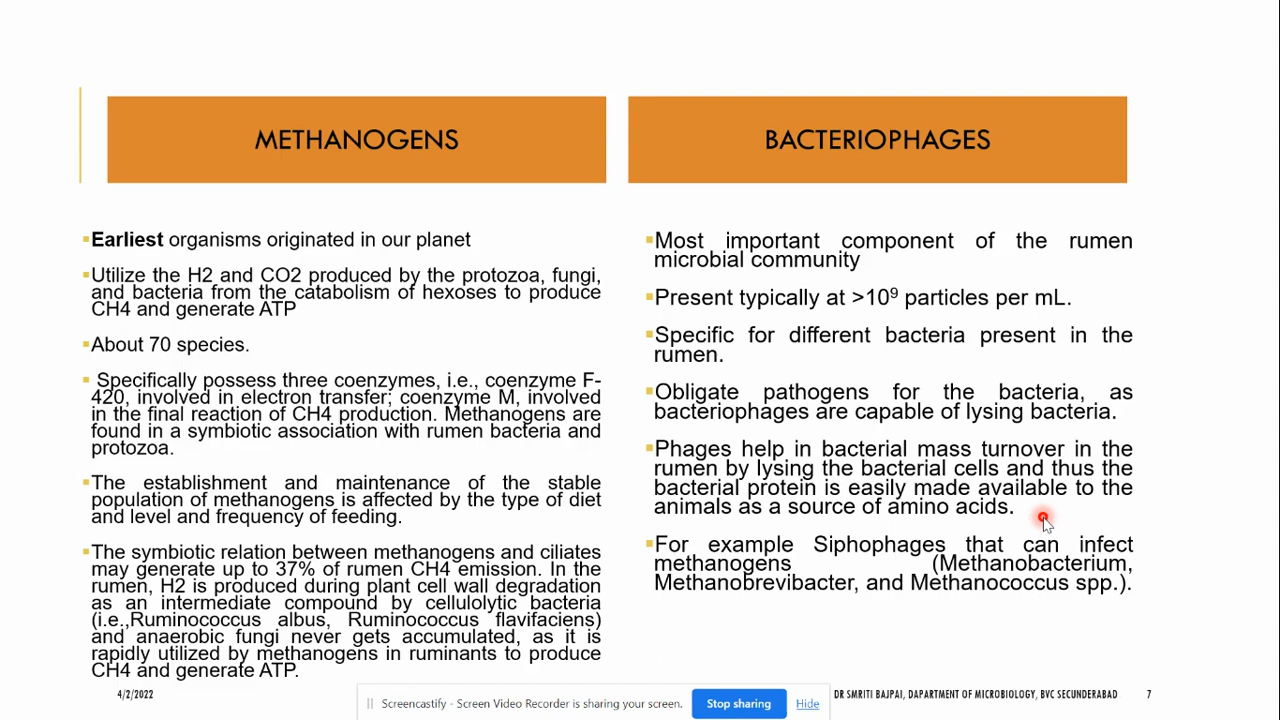 METHANOGENS
▪Earliest organisms originated in our planet
▪Utilize the H2 and CO2 produced by the protozoa, fungi,
and bacteria from the catabolism of hexoses to produce
CH4 and generate ATP
▪About 70 species.
▪ Specifically possess three coenzymes, i.e., coenzyme F-
420, involved in electron transfer; coenzyme M, involved
in the final reaction of CH4 production. Methanogens are
found in a symbiotic association with rumen bacteria and
protozoa.
▪The establishment and maintenance of the stable
population of methanogens is affected by the type of diet
and level and frequency of feeding.
▪The symbiotic relation between methanogens and ciliates
may generate up to 37% of rumen CH4 emission. In the
rumen, H2 is produced during plant cell wall degradation
as an intermediate compound by cellulolytic bacteria
(i.e.,Ruminococcus albus, Ruminococcus flavifaciens)
and anaerobic fungi never gets accumulated, as it is
rapidly utilized by methanogens in ruminants to produce
CH4 and generate ATP.
BACTERIOPHAGES
▪Most important component of the rumen
microbial community
▪Present typically at >10⁹ particles per mL.
▪Specific for different bacteria present in the
rumen.
▪Obligate pathogens for the bacteria, as
bacteriophages are capable of lysing bacteria.
▪Phages help in bacterial mass turnover in the
rumen by lysing the bacterial cells and thus the
bacterial protein is easily made available to the
animals as a source of amino acids.
▪For example Siphophages that can infect
methanogens (Methanobacterium,
Methanobrevibacter, and Methanococcus spp.).
4/2/2022
Screencastify - Screen Video Recorder is sharing your screen.
Stop sharing
Hide
DR SMRITI BAJPAI, DAPARTMENT OF MICROBIOLOGY, BVC SECUNDERABAD
7